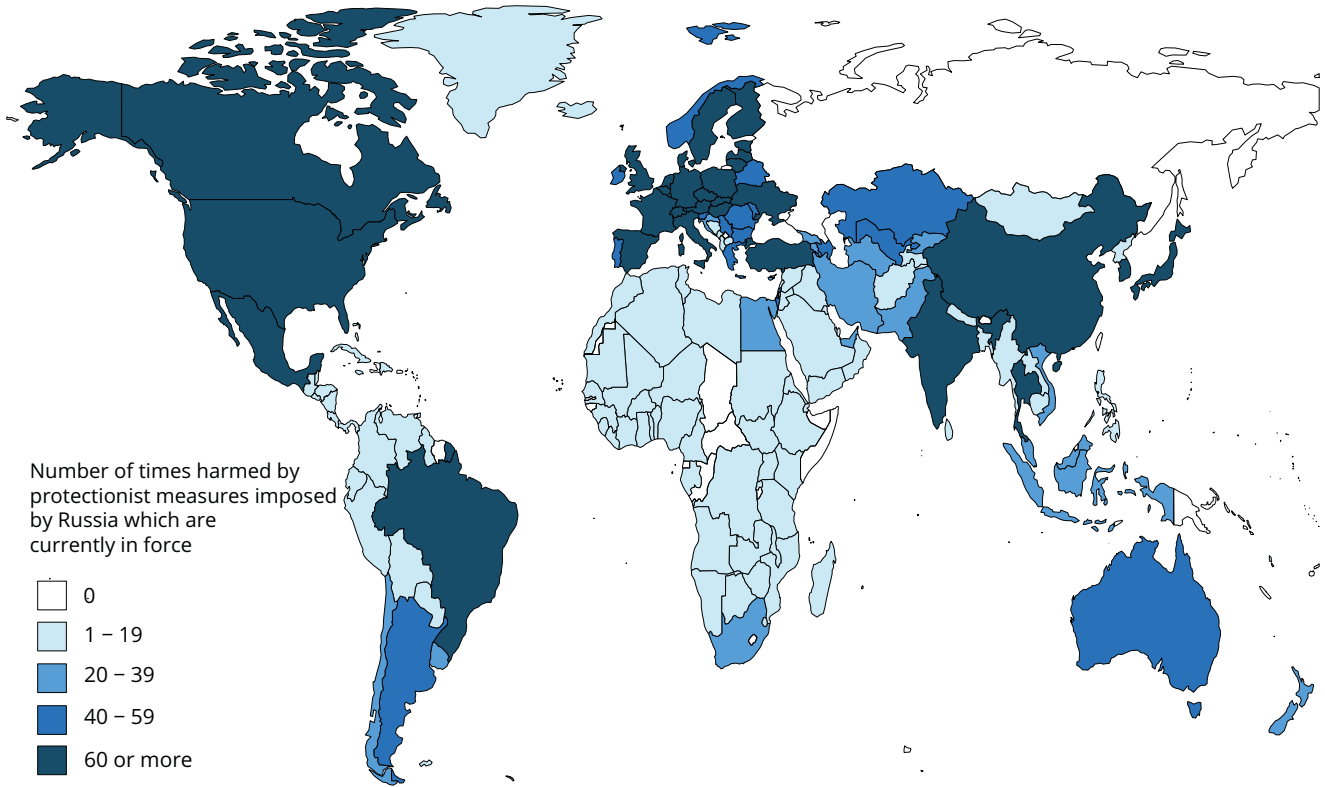 Number of times harmed by
protectionist measures imposed
by Russia which are
currently in force
0
1 – 19
20 – 39
40 – 59
60 or more